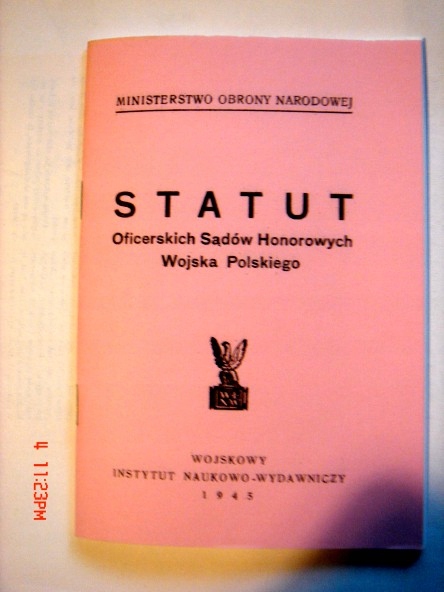 MINISTERSTWO OBRONY NARODOWEJ
STATUT
Oficerskich Sądów Honorowych
Wojska Polskiego
WOJSKOWY
INSTYTUT NAUKOWO-WYDAWNICZY
1945
4 11:23PM